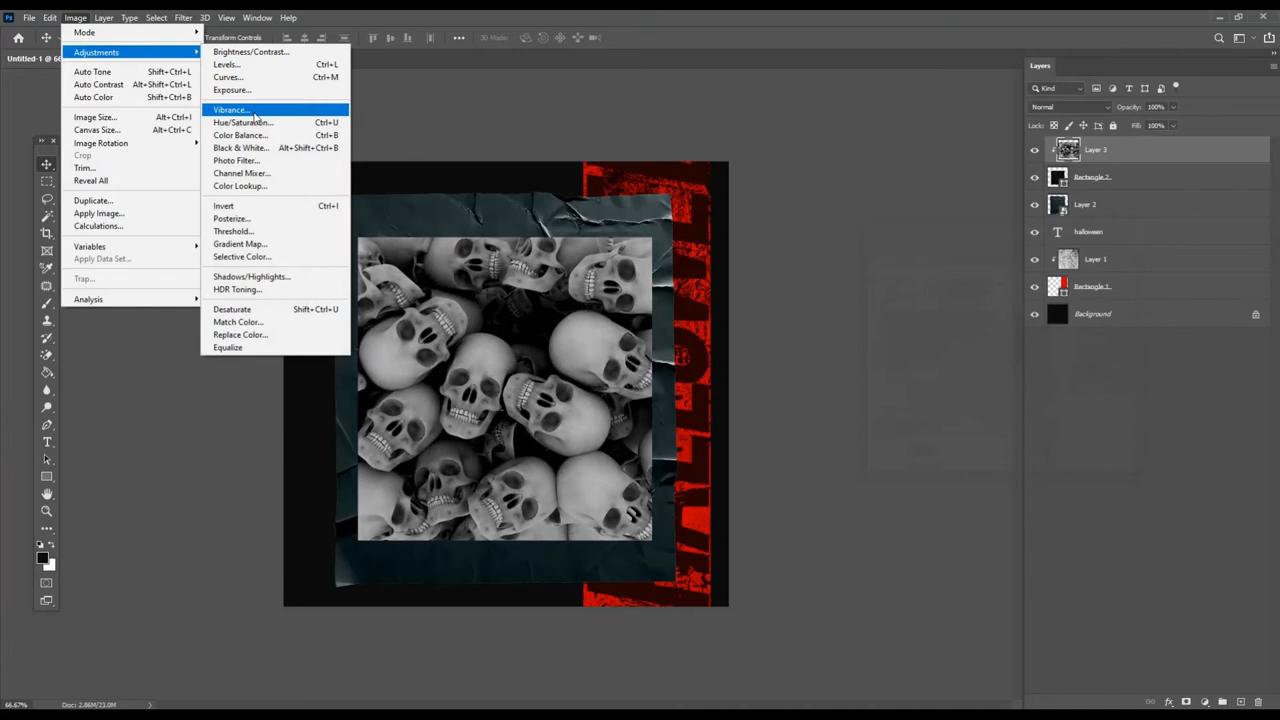 Ps File Edit Image Layer Type Select Filter 3D View Window Help
Transform Controls 3D Mode:
Untitled-1 @ 66
Mode
Adjustments
Auto Tone Shift+Ctrl+L
Auto Contrast Alt+Shift+Ctrl+L
Auto Color Shift+Ctrl+B
Image Size... Alt+Ctrl+I
Canvas Size... Alt+Ctrl+C
Image Rotation
Crop
Trim...
Reveal All
Duplicate...
Apply Image...
Calculations...
Variables
Apply Data Set...
Trap...
Analysis
Brightness/Contrast...
Levels... Ctrl+L
Curves... Ctrl+M
Exposure...
Vibrance...
Hue/Saturation... Ctrl+U
Color Balance... Ctrl+B
Black & White... Alt+Shift+Ctrl+B
Photo Filter...
Channel Mixer...
Color Lookup...
Invert Ctrl+I
Posterize...
Threshold...
Gradient Map...
Selective Color...
Shadows/Highlights...
HDR Toning...
Desaturate Shift+Ctrl+U
Match Color...
Replace Color...
Equalize
Layers
Kind
Normal Opacity: 100%
Lock: Fill: 100%
Layer 3
Rectangle 2
Layer 2
T halloween
Layer 1
Rectangle 1
Background
66.67% Doc: 2.86M/23.0M